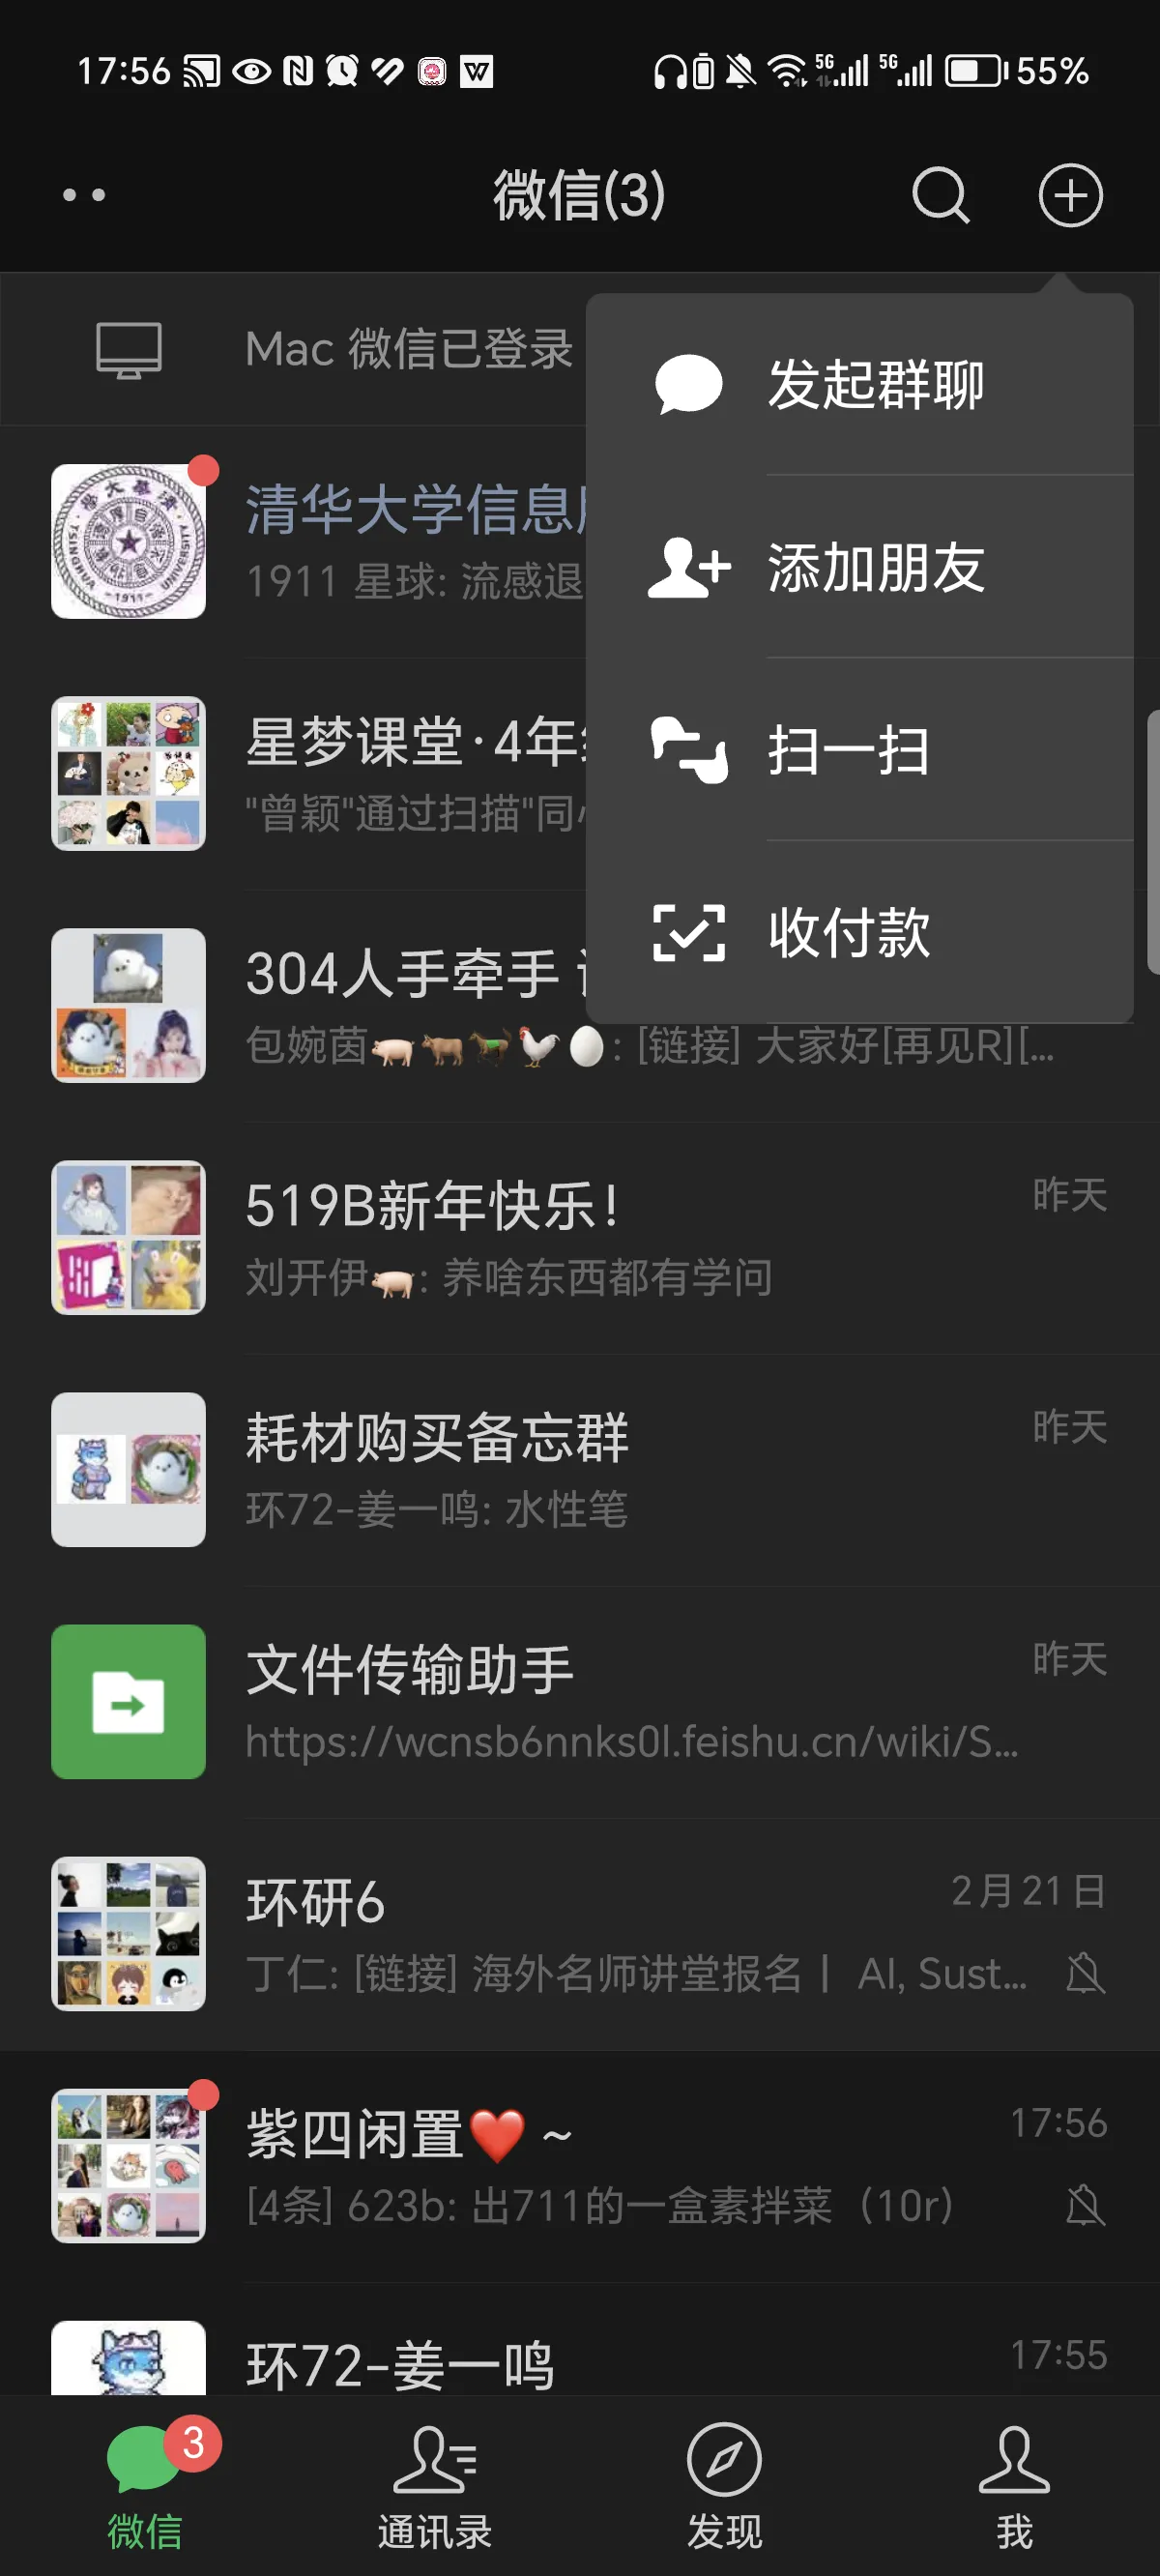 17:56 5G 5G 55%
微信(3)
Mac 微信已登录
发起群聊
添加朋友
扫一扫
收付款
清华大学信息
1911 星球: 流感退
TSINGHUA UNIVERSITY
-1911-
星梦课堂·4年
"曾颖"通过扫描"同
304人手牵手
包婉茵🐖🐂🐎🐓🥚: [链接] 大家好[再见R][...
519B新年快乐!
昨天
刘开伊🐖: 养啥东西都有学问
耗材购买备忘群
昨天
环72-姜一鸣: 水性笔
文件传输助手
昨天
https://wcnsb6nnks0l.feishu.cn/wiki/S...
环研6
2月21日
丁仁: [链接] 海外名师讲堂报名丨 AI, Sust...
紫四闲置❤️ ~
17:56
[4条] 623b: 出711的一盒素拌菜（10r）
环72-姜一鸣
17:55
3
微信
通讯录
发现
我